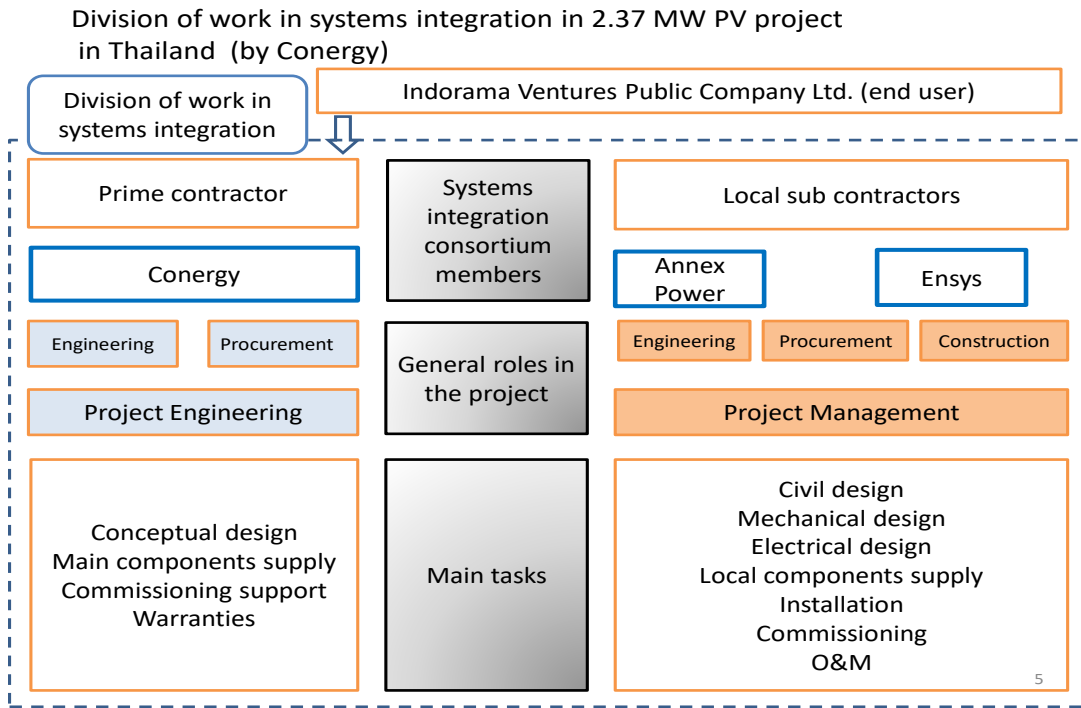 Division of work in systems integration in 2.37 MW PV project
in Thailand (by Conergy)
Division of work in
systems integration
Indorama Ventures Public Company Ltd. (end user)
Prime contractor
Systems
integration
consortium
members
Local sub contractors
Conergy
Annex
Power
Ensys
Engineering
Procurement
General roles in
the project
Engineering
Procurement
Construction
Project Engineering
Project Management
Conceptual design
Main components supply
Commissioning support
Warranties
Main tasks
Civil design
Mechanical design
Electrical design
Local components supply
Installation
Commissioning
O&M
5